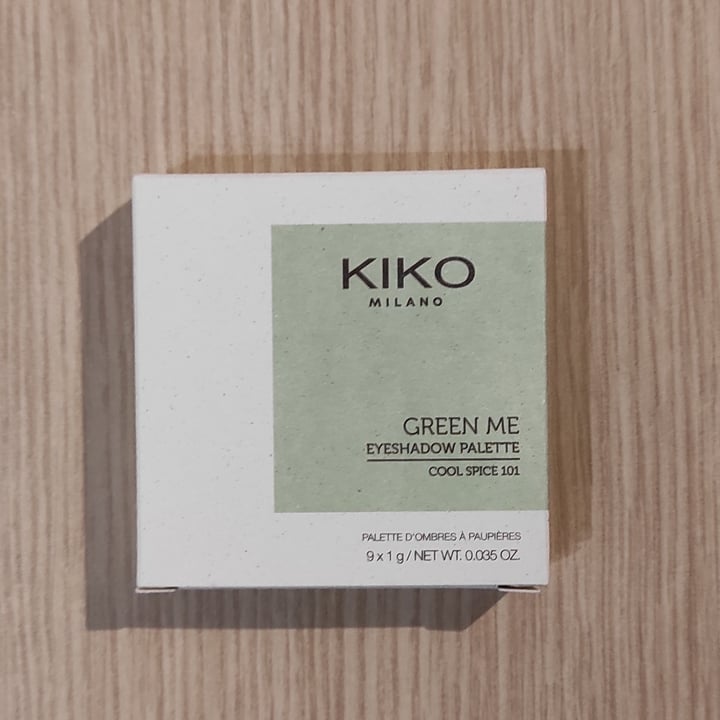 KIKO
MILANO
GREEN ME
EYESHADOW PALETTE
COOL SPICE 101
PALETTE D'OMBRES À PAUPIÈRES
9 x 1 g / NET WT. 0.035 OZ.